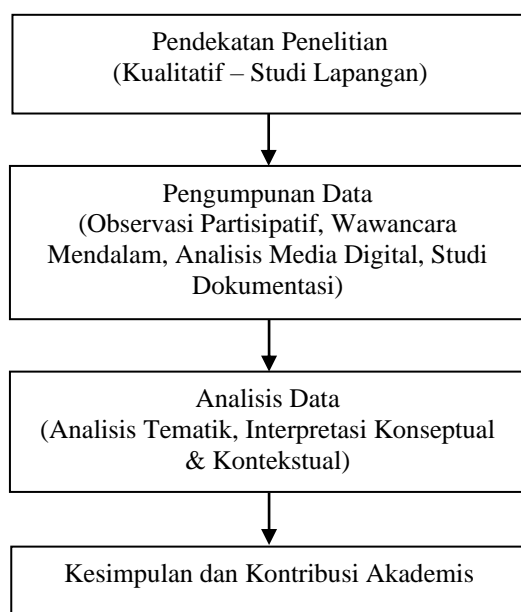 Pendekatan Penelitian
(Kualitatif – Studi Lapangan)
Pengumpunan Data
(Observasi Partisipatif, Wawancara
Mendalam, Analisis Media Digital, Studi
Dokumentasi)
Analisis Data
(Analisis Tematik, Interpretasi Konseptual
& Kontekstual)
Kesimpulan dan Kontribusi Akademis